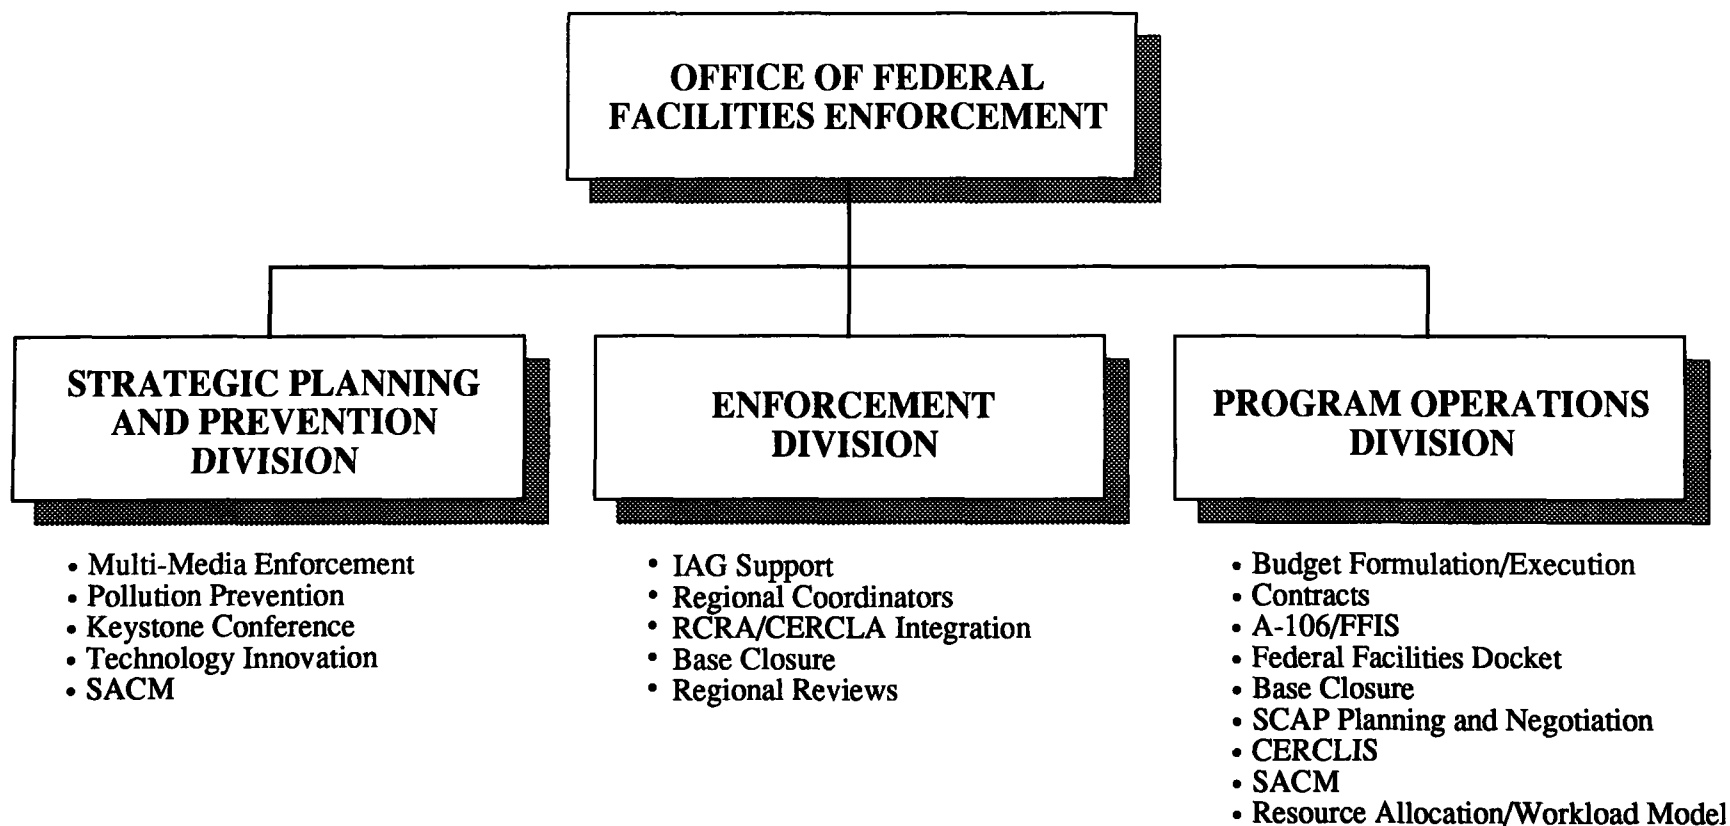 OFFICE OF FEDERAL
FACILITIES ENFORCEMENT
STRATEGIC PLANNING
AND PREVENTION
DIVISION
• Multi-Media Enforcement
• Pollution Prevention
• Keystone Conference
• Technology Innovation
• SACM
ENFORCEMENT
DIVISION
• IAG Support
• Regional Coordinators
• RCRA/CERCLA Integration
• Base Closure
• Regional Reviews
PROGRAM OPERATIONS
DIVISION
• Budget Formulation/Execution
• Contracts
• A-106/FFIS
• Federal Facilities Docket
• Base Closure
• SCAP Planning and Negotiation
• CERCLIS
• SACM
• Resource Allocation/Workload Model